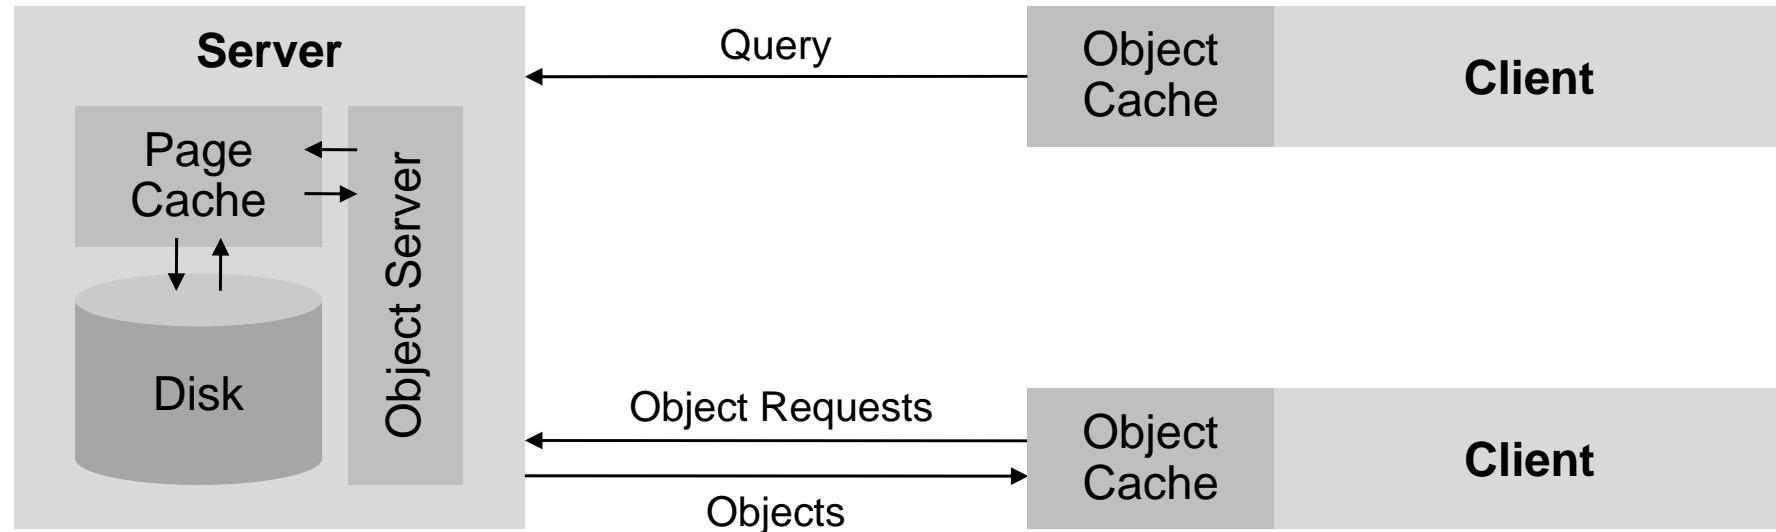 Server
Page
Cache
Disk
Object Server
Query
Object Requests
Objects
Object
Cache
Client
Object
Cache
Client